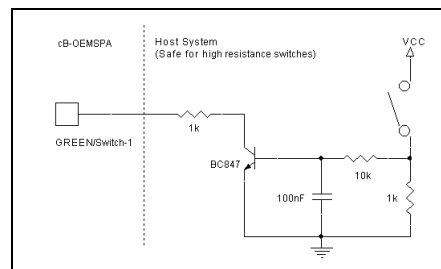 cB-OEMSPA
Host System
(Safe for high resistance switches)
VCC
1k
GREEN/Switch-1
BC847
10k
100nF
1k